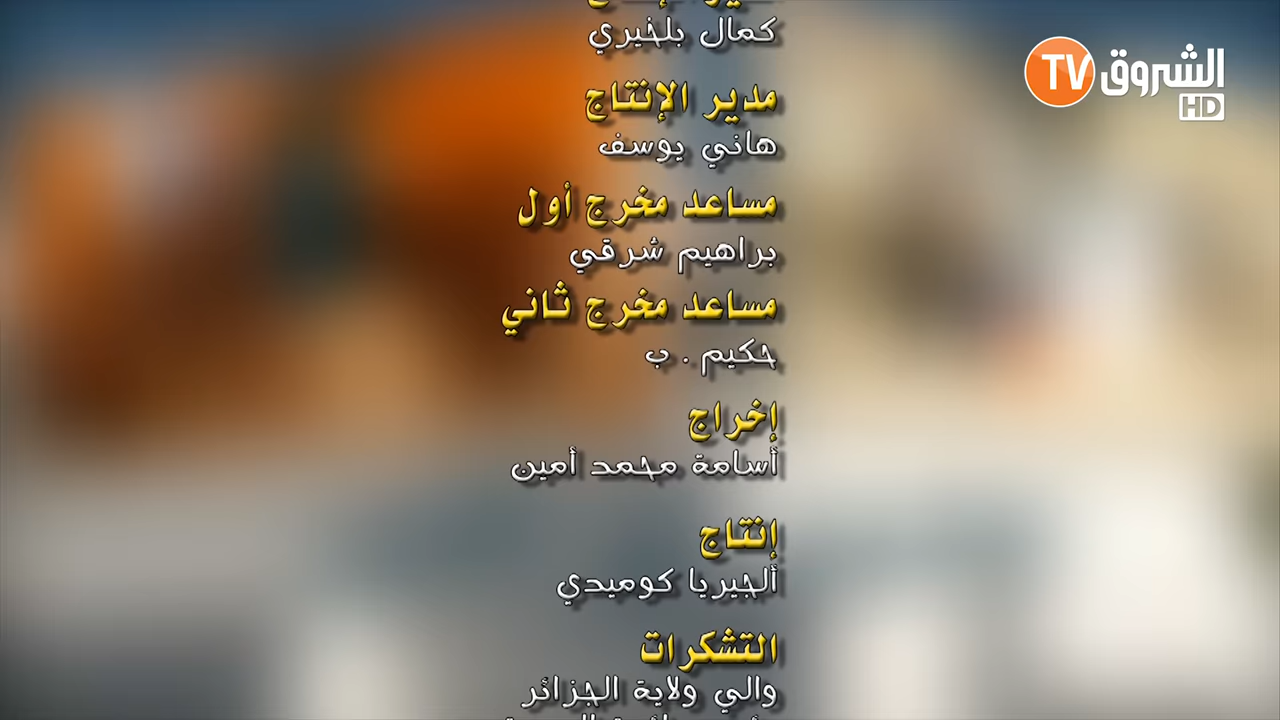 كمال بلخيري
TV الشروق
HD
مدير الإنتاج
هاني يوسف
مساعد مخرج أول
براهيم شرقي
مساعد مخرج ثاني
حكيم . ب
إخراج
أسامة محمد أمين
إنتاج
ألجيريا كوميدي
التشكرات
والي ولاية الجزائر